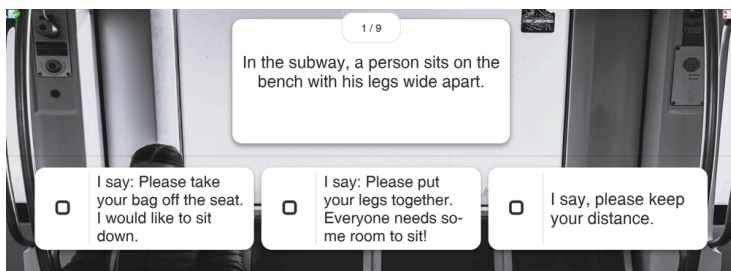 1 / 9
In the subway, a person sits on the
bench with his legs wide apart.
I say: Please take
your bag off the seat.
I would like to sit
down.
I say: Please put
your legs together.
Everyone needs so-
me room to sit!
I say, please keep
your distance.